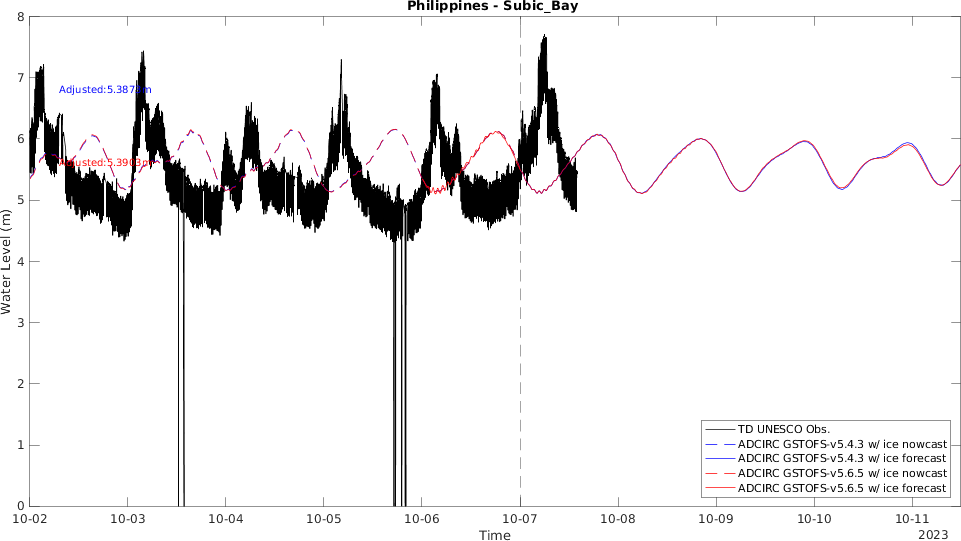 Philippines - Subic_Bay
8
7
6
5
4
3
2
1
0
Water Level (m)
Adjusted:5.387
m
Adjusted:5.39
m
10-02
10-03
10-04
10-05
10-06
10-07
10-08
10-09
10-10
10-11
Time
2023
TD UNESCO Obs.
ADCIRC GSTOFS-v5.4.3 w/ ice nowcast
ADCIRC GSTOFS-v5.4.3 w/ ice forecast
ADCIRC GSTOFS-v5.6.5 w/ ice nowcast
ADCIRC GSTOFS-v5.6.5 w/ ice forecast